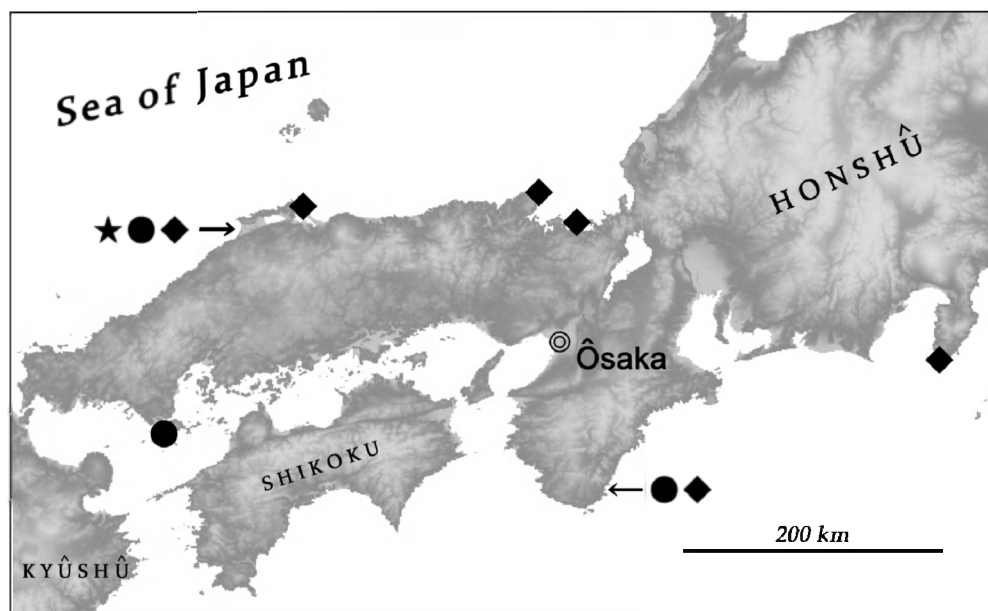 Sea of Japan
HONSHÛ
Ôsaka
SHIKOKU
KYÛSHÛ
200 km